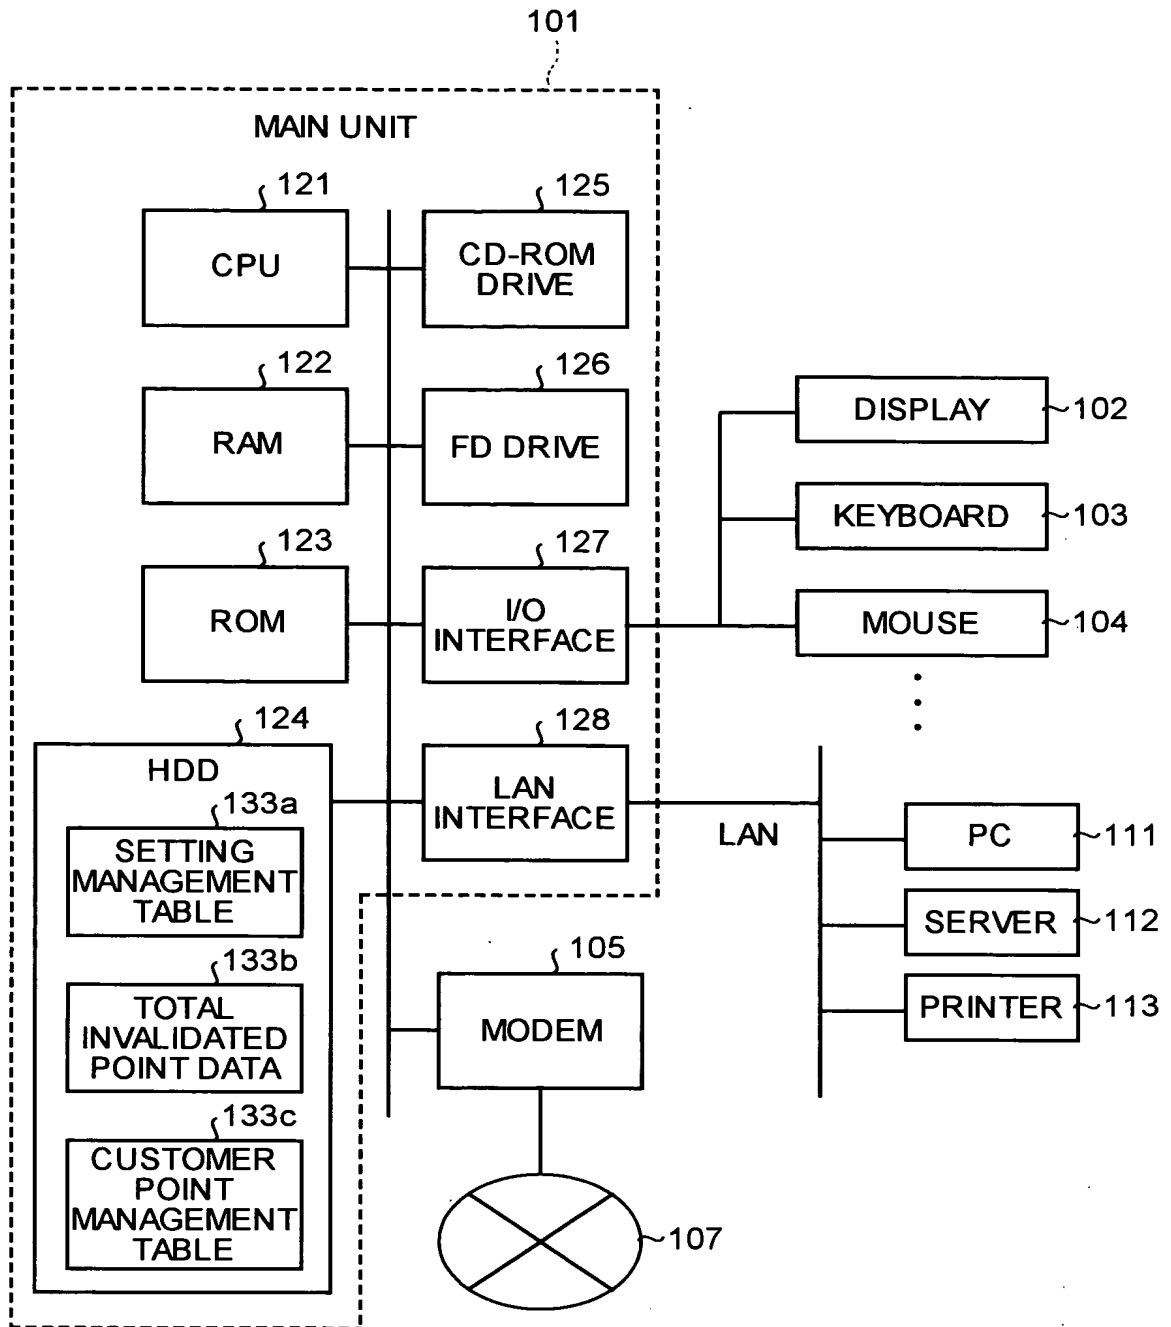 101
MAIN UNIT
121
CPU
125
CD-ROM
DRIVE
122
RAM
126
FD DRIVE
123
ROM
127
I/O
INTERFACE
DISPLAY
102
KEYBOARD
103
MOUSE
104
124
HDD
133a
SETTING
MANAGEMENT
TABLE
133b
TOTAL
INVALIDATED
POINT DATA
133c
CUSTOMER
POINT
MANAGEMENT
TABLE
128
LAN
INTERFACE
LAN
PC
111
SERVER
112
PRINTER
113
105
MODEM
107